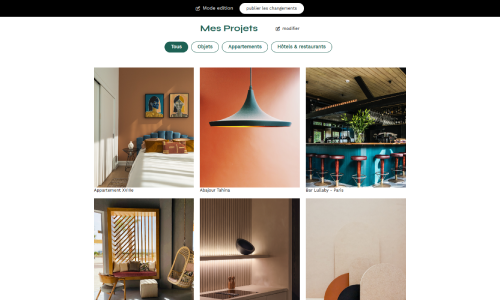 Mode edition publier les changements
Mes Projets modifier
Tous Objets Appartements Hôtels & restaurants
Appartement XVIIIe Abajour Tahina Bar Lullaby - Paris